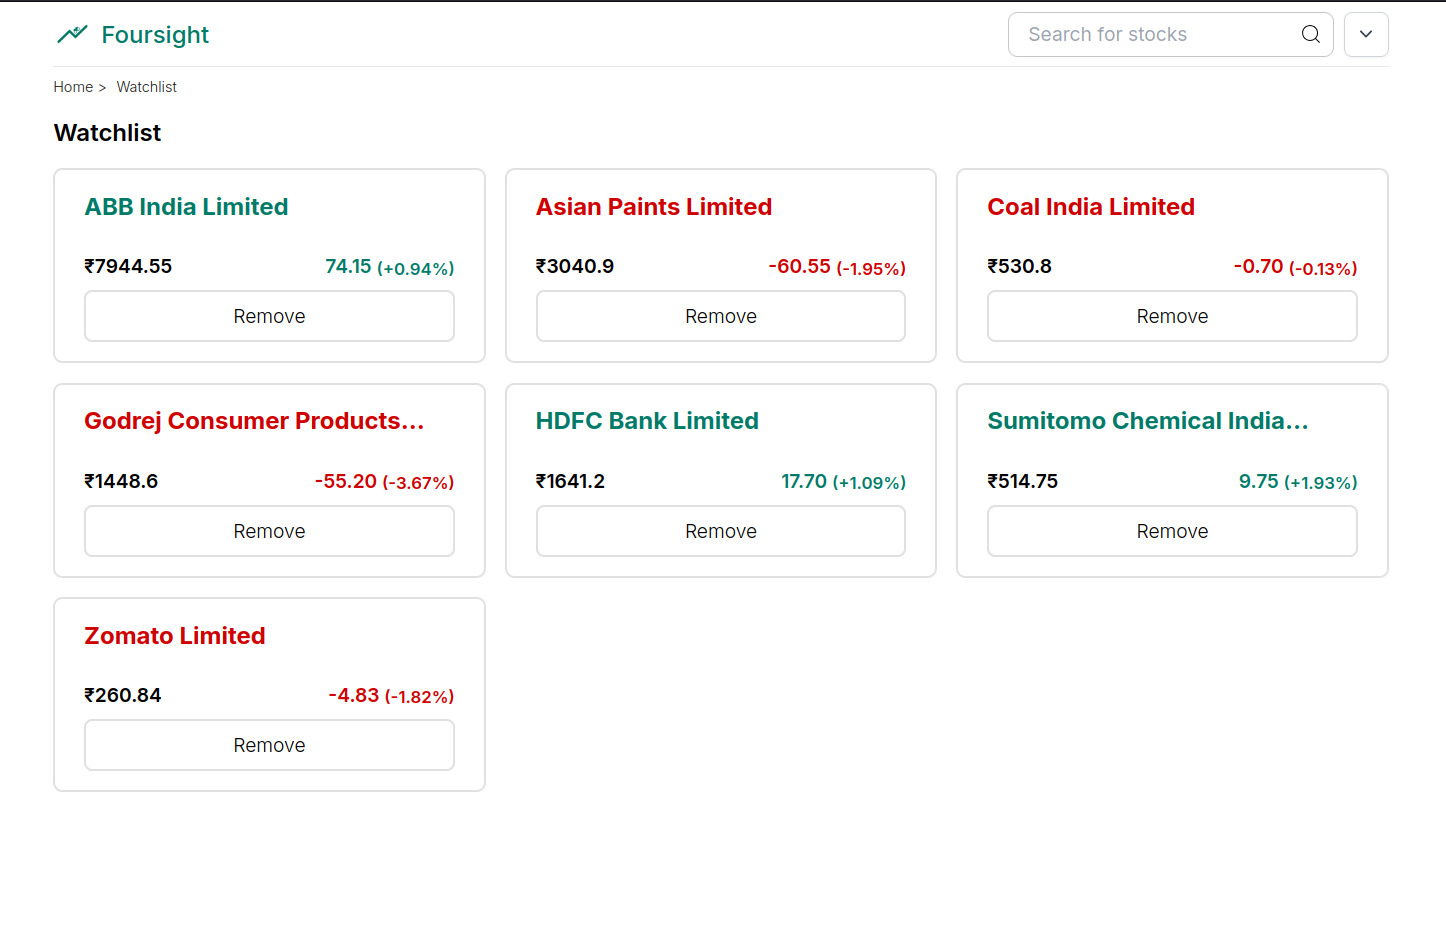 Foursight
Search for stocks
Home > Watchlist
Watchlist
ABB India Limited
₹7944.55 74.15 (+0.94%)
Remove
Asian Paints Limited
₹3040.9 -60.55 (-1.95%)
Remove
Coal India Limited
₹530.8 -0.70 (-0.13%)
Remove
Godrej Consumer Products...
₹1448.6 -55.20 (-3.67%)
Remove
HDFC Bank Limited
₹1641.2 17.70 (+1.09%)
Remove
Sumitomo Chemical India...
₹514.75 9.75 (+1.93%)
Remove
Zomato Limited
₹260.84 -4.83 (-1.82%)
Remove